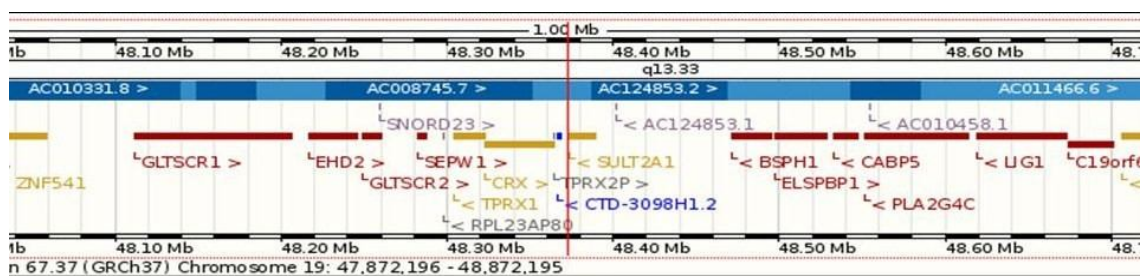 1.00 Mb
Mb 48.10 Mb 48.20 Mb 48.30 Mb 48.40 Mb 48.50 Mb 48.60 Mb 48.
q13.33
AC010331.8 > AC008745.7 > AC124853.2 > AC011466.6 >
SNORD23 > < AC124853.1 < AC010458.1
GLTSCR1 > EHD2 > SEPW1 > < SULT2A1 < BSPH1 < CABP5 < LIG1 C19orf6
ZNF541 GLTSCR2 > CRX > TPRX2P > ELSPBP1 >
< TPRX1 < CTD-3098H1.2 < PLA2G4C
< RPL23AP80
Mb 48.10 Mb 48.20 Mb 48.30 Mb 48.40 Mb 48.50 Mb 48.60 Mb 48.
n 67.37 (GRCh37) Chromosome 19: 47,872,196 - 48,872,195